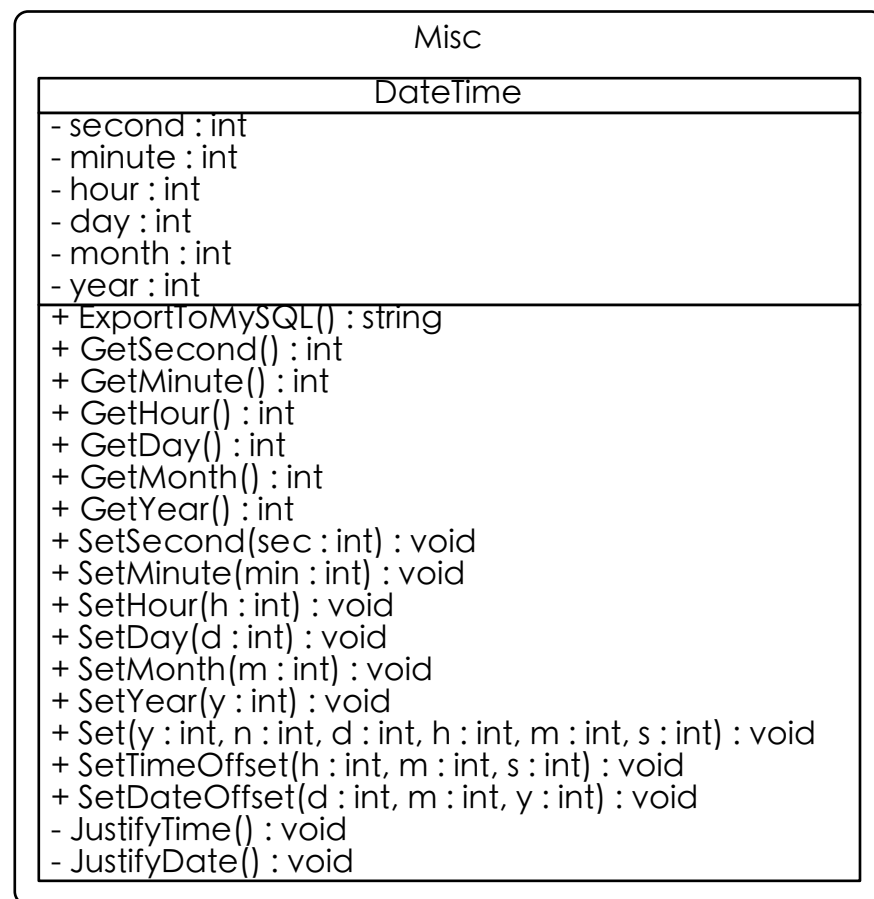 Misc
DateTime
- second : int
- minute : int
- hour : int
- day : int
- month : int
- year : int
+ ExportToMySQL() : string
+ GetSecond() : int
+ GetMinute() : int
+ GetHour() : int
+ GetDay() : int
+ GetMonth() : int
+ GetYear() : int
+ SetSecond(sec : int) : void
+ SetMinute(min : int) : void
+ SetHour(h : int) : void
+ SetDay(d : int) : void
+ SetMonth(m : int) : void
+ SetYear(y : int) : void
+ Set(y : int, n : int, d : int, h : int, m : int, s : int) : void
+ SetTimeOffset(h : int, m : int, s : int) : void
+ SetDateOffset(d : int, m : int, y : int) : void
- JustifyTime() : void
- JustifyDate() : void